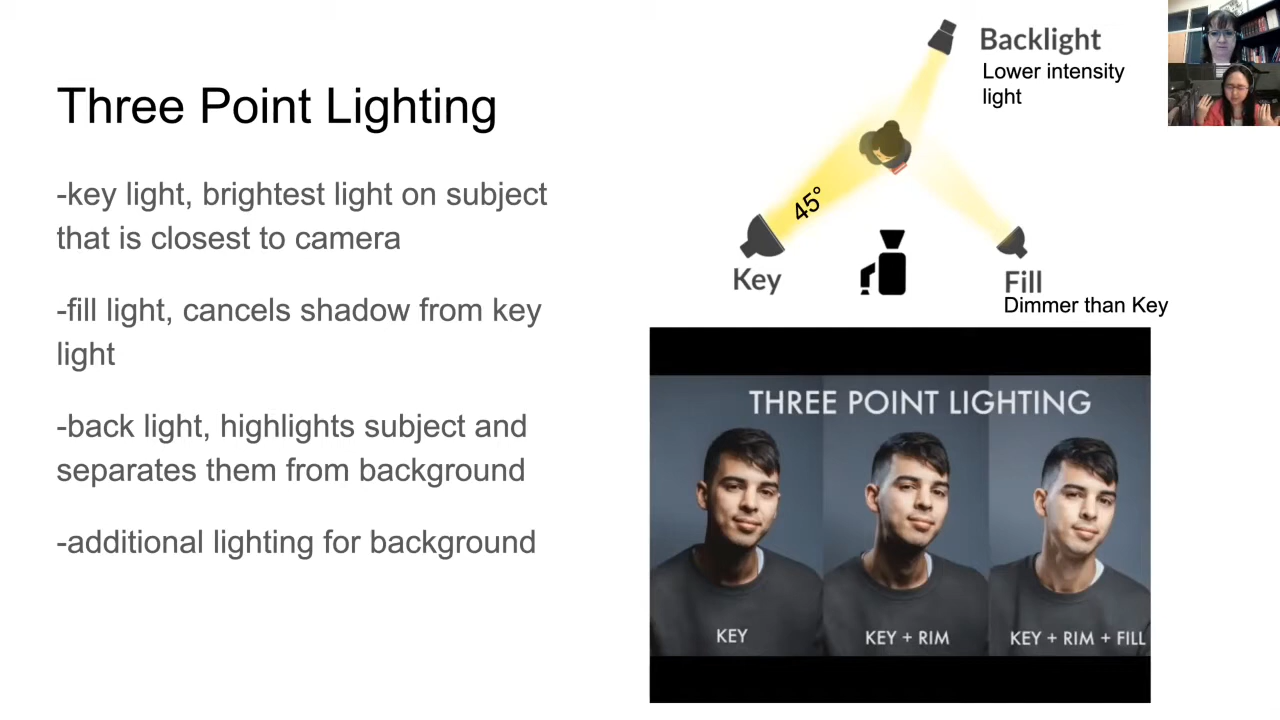 Three Point Lighting
-key light, brightest light on subject
that is closest to camera
-fill light, cancels shadow from key
light
-back light, highlights subject and
separates them from background
-additional lighting for background
Backlight
Lower intensity
light
45°
Key
Fill
Dimmer than Key
THREE POINT LIGHTING
KEY
KEY + RIM
KEY + RIM + FILL